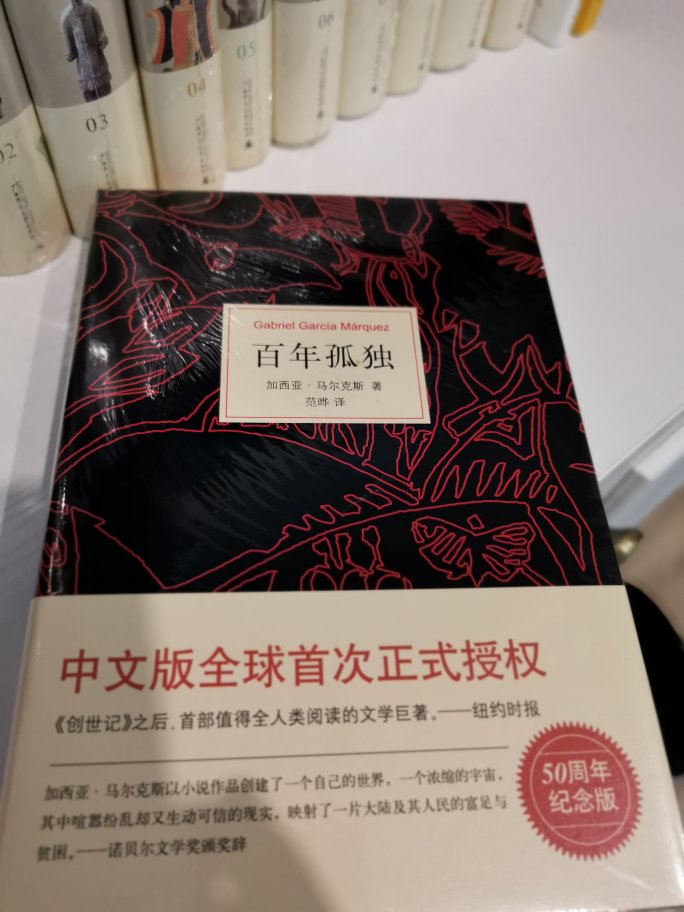 02
03
04
05
06
Gabriel García Márquez
百年孤独
加西亚·马尔克斯 著
范晔 译
中文版全球首次正式授权
《创世记》之后,首部值得全人类阅读的文学巨著。——纽约时报
加西亚·马尔克斯以小说作品创建了一个自己的世界,一个浓缩的宇宙,
其中喧嚣纷乱却又生动可信的现实,映射了一片大陆及其人民的富足与
贫困。——诺贝尔文学奖颁奖辞
50周年
纪念版